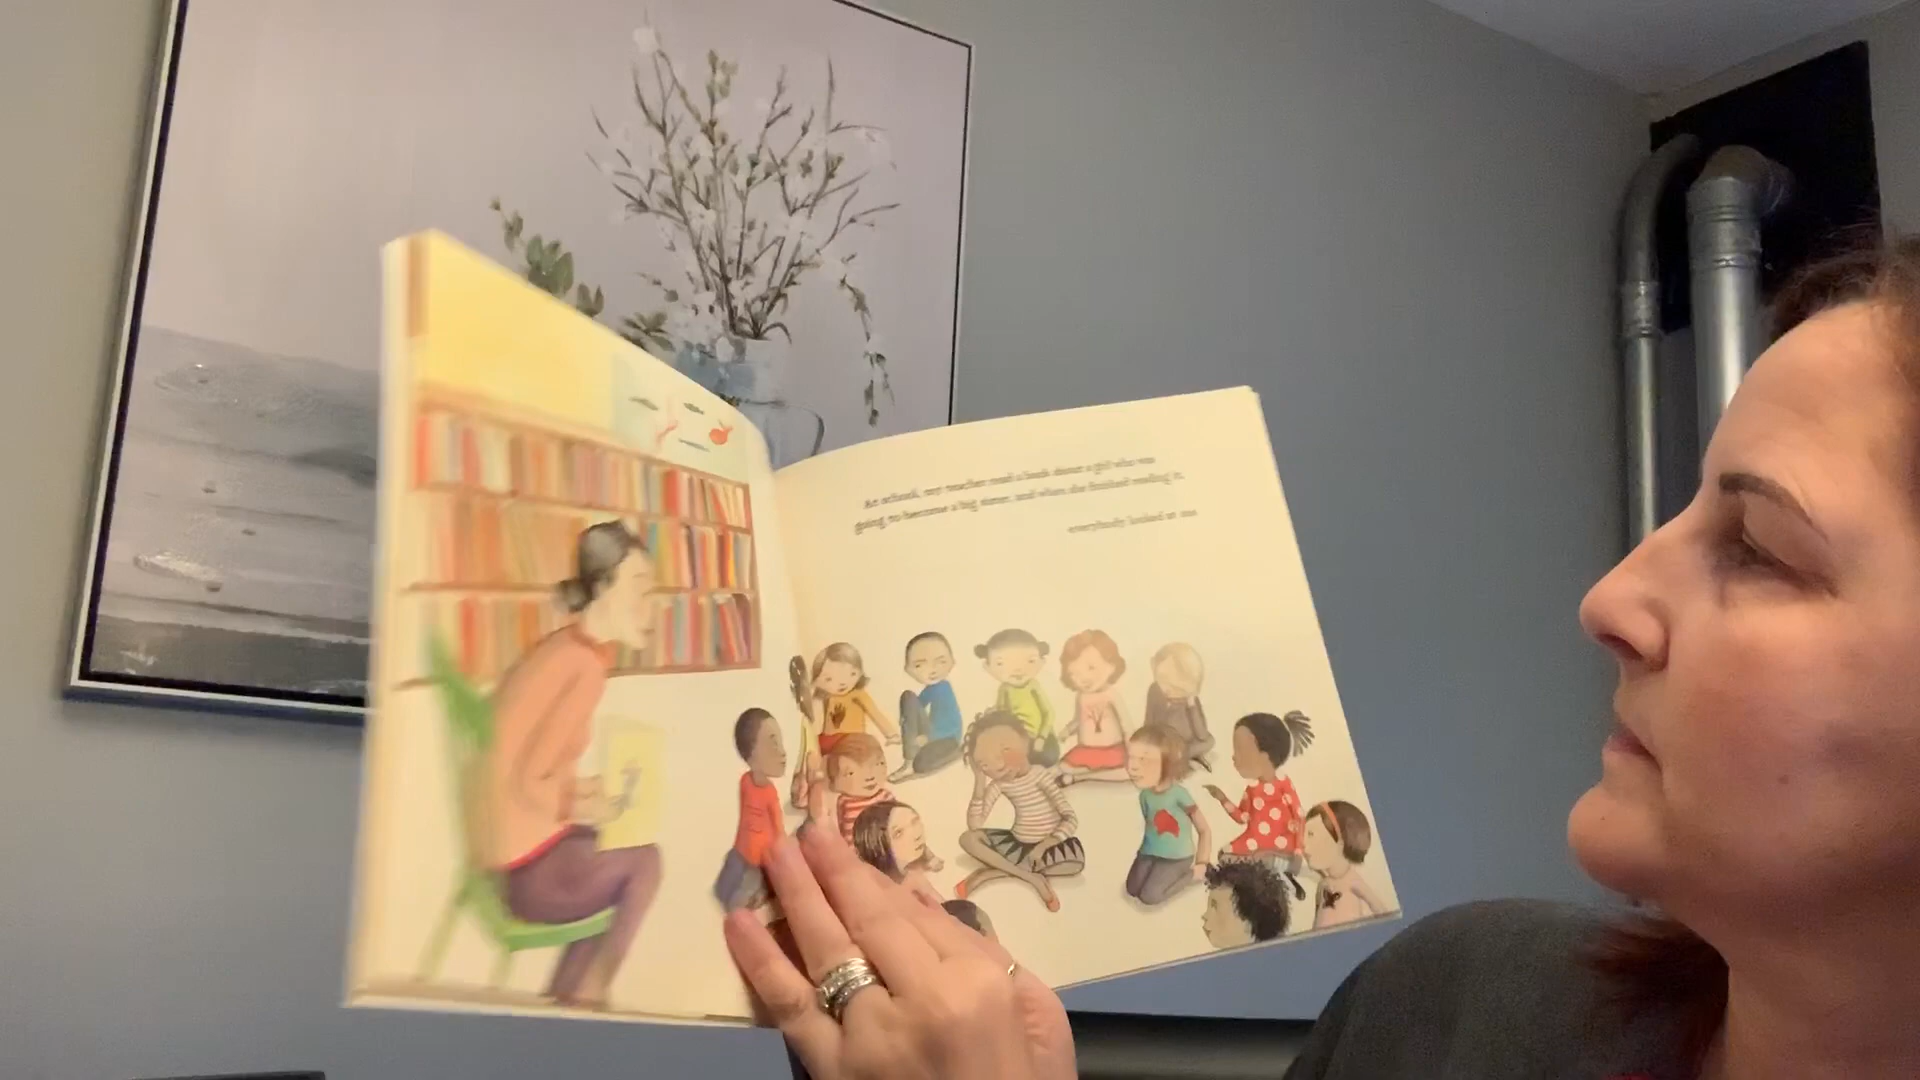 At school, my teacher read a book about a girl who was
going to become a big sister, and when she finished reading it,
everybody looked at me